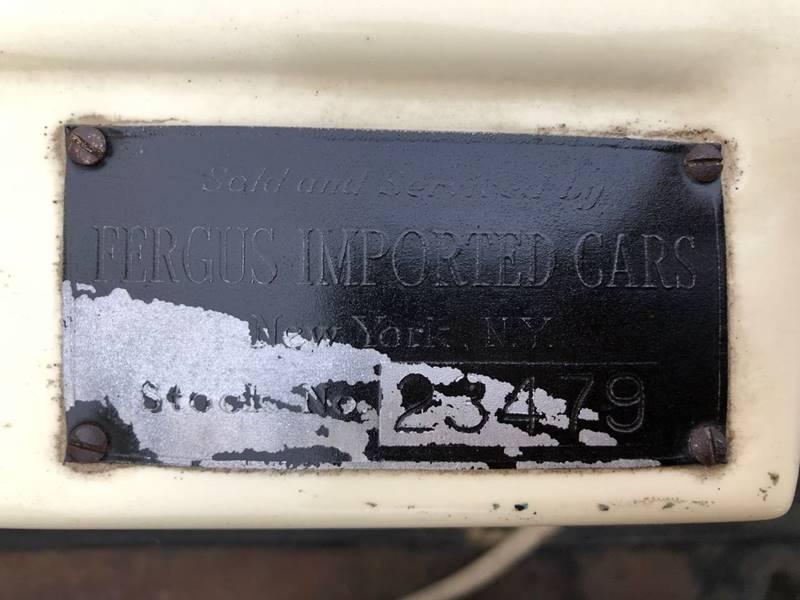 Sold and Serviced by
FERGUS IMPORTED CARS
New York, N.Y.
Stock No. 23479